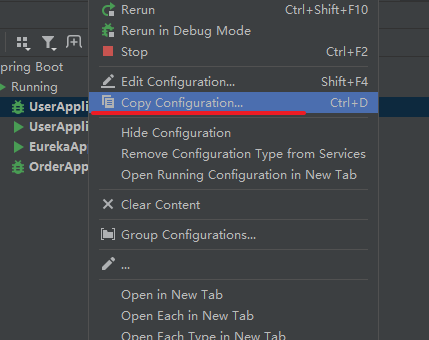 Rerun Ctrl+Shift+F10
Rerun in Debug Mode
Stop Ctrl+F2
pring Boot
Running
Edit Configuration... Shift+F4
UserAppli
Copy Configuration... Ctrl+D
UserAppli
Hide Configuration
EurekaAp
Remove Configuration Type from Services
OrderApp
Open Running Configuration in New Tab
Clear Content
Group Configurations...
...
Open in New Tab
Open Each in New Tab
Open Each Type in New Tab